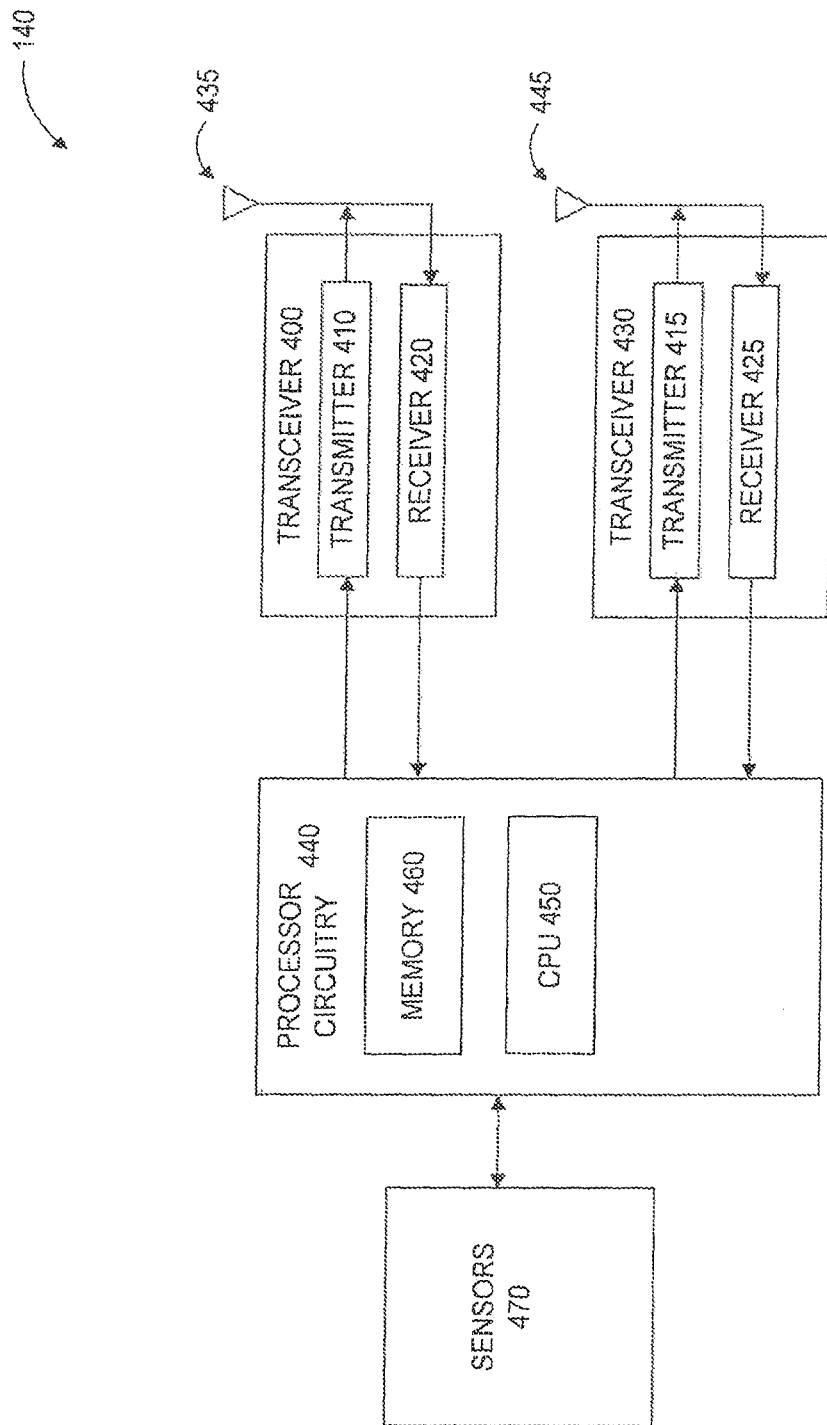 140
435
TRANSCEIVER 400
TRANSMITTER 410
RECEIVER 420
445
TRANSCEIVER 430
TRANSMITTER 415
RECEIVER 425
PROCESSOR
CIRCUITRY 440
MEMORY 460
CPU 450
SENSORS
470